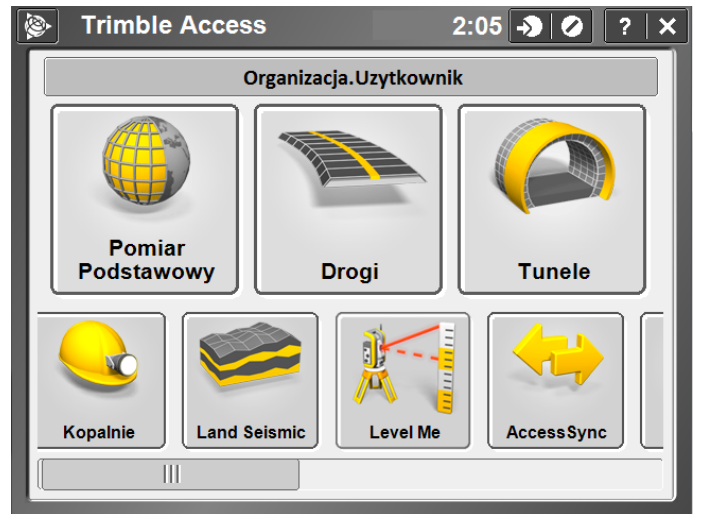 Trimble Access
2:05
?
X
Organizacja.Uzytkownik
Pomiar
Podstawowy
Drogi
Tunele
Kopalnie
Land Seismic
Level Me
AccessSync